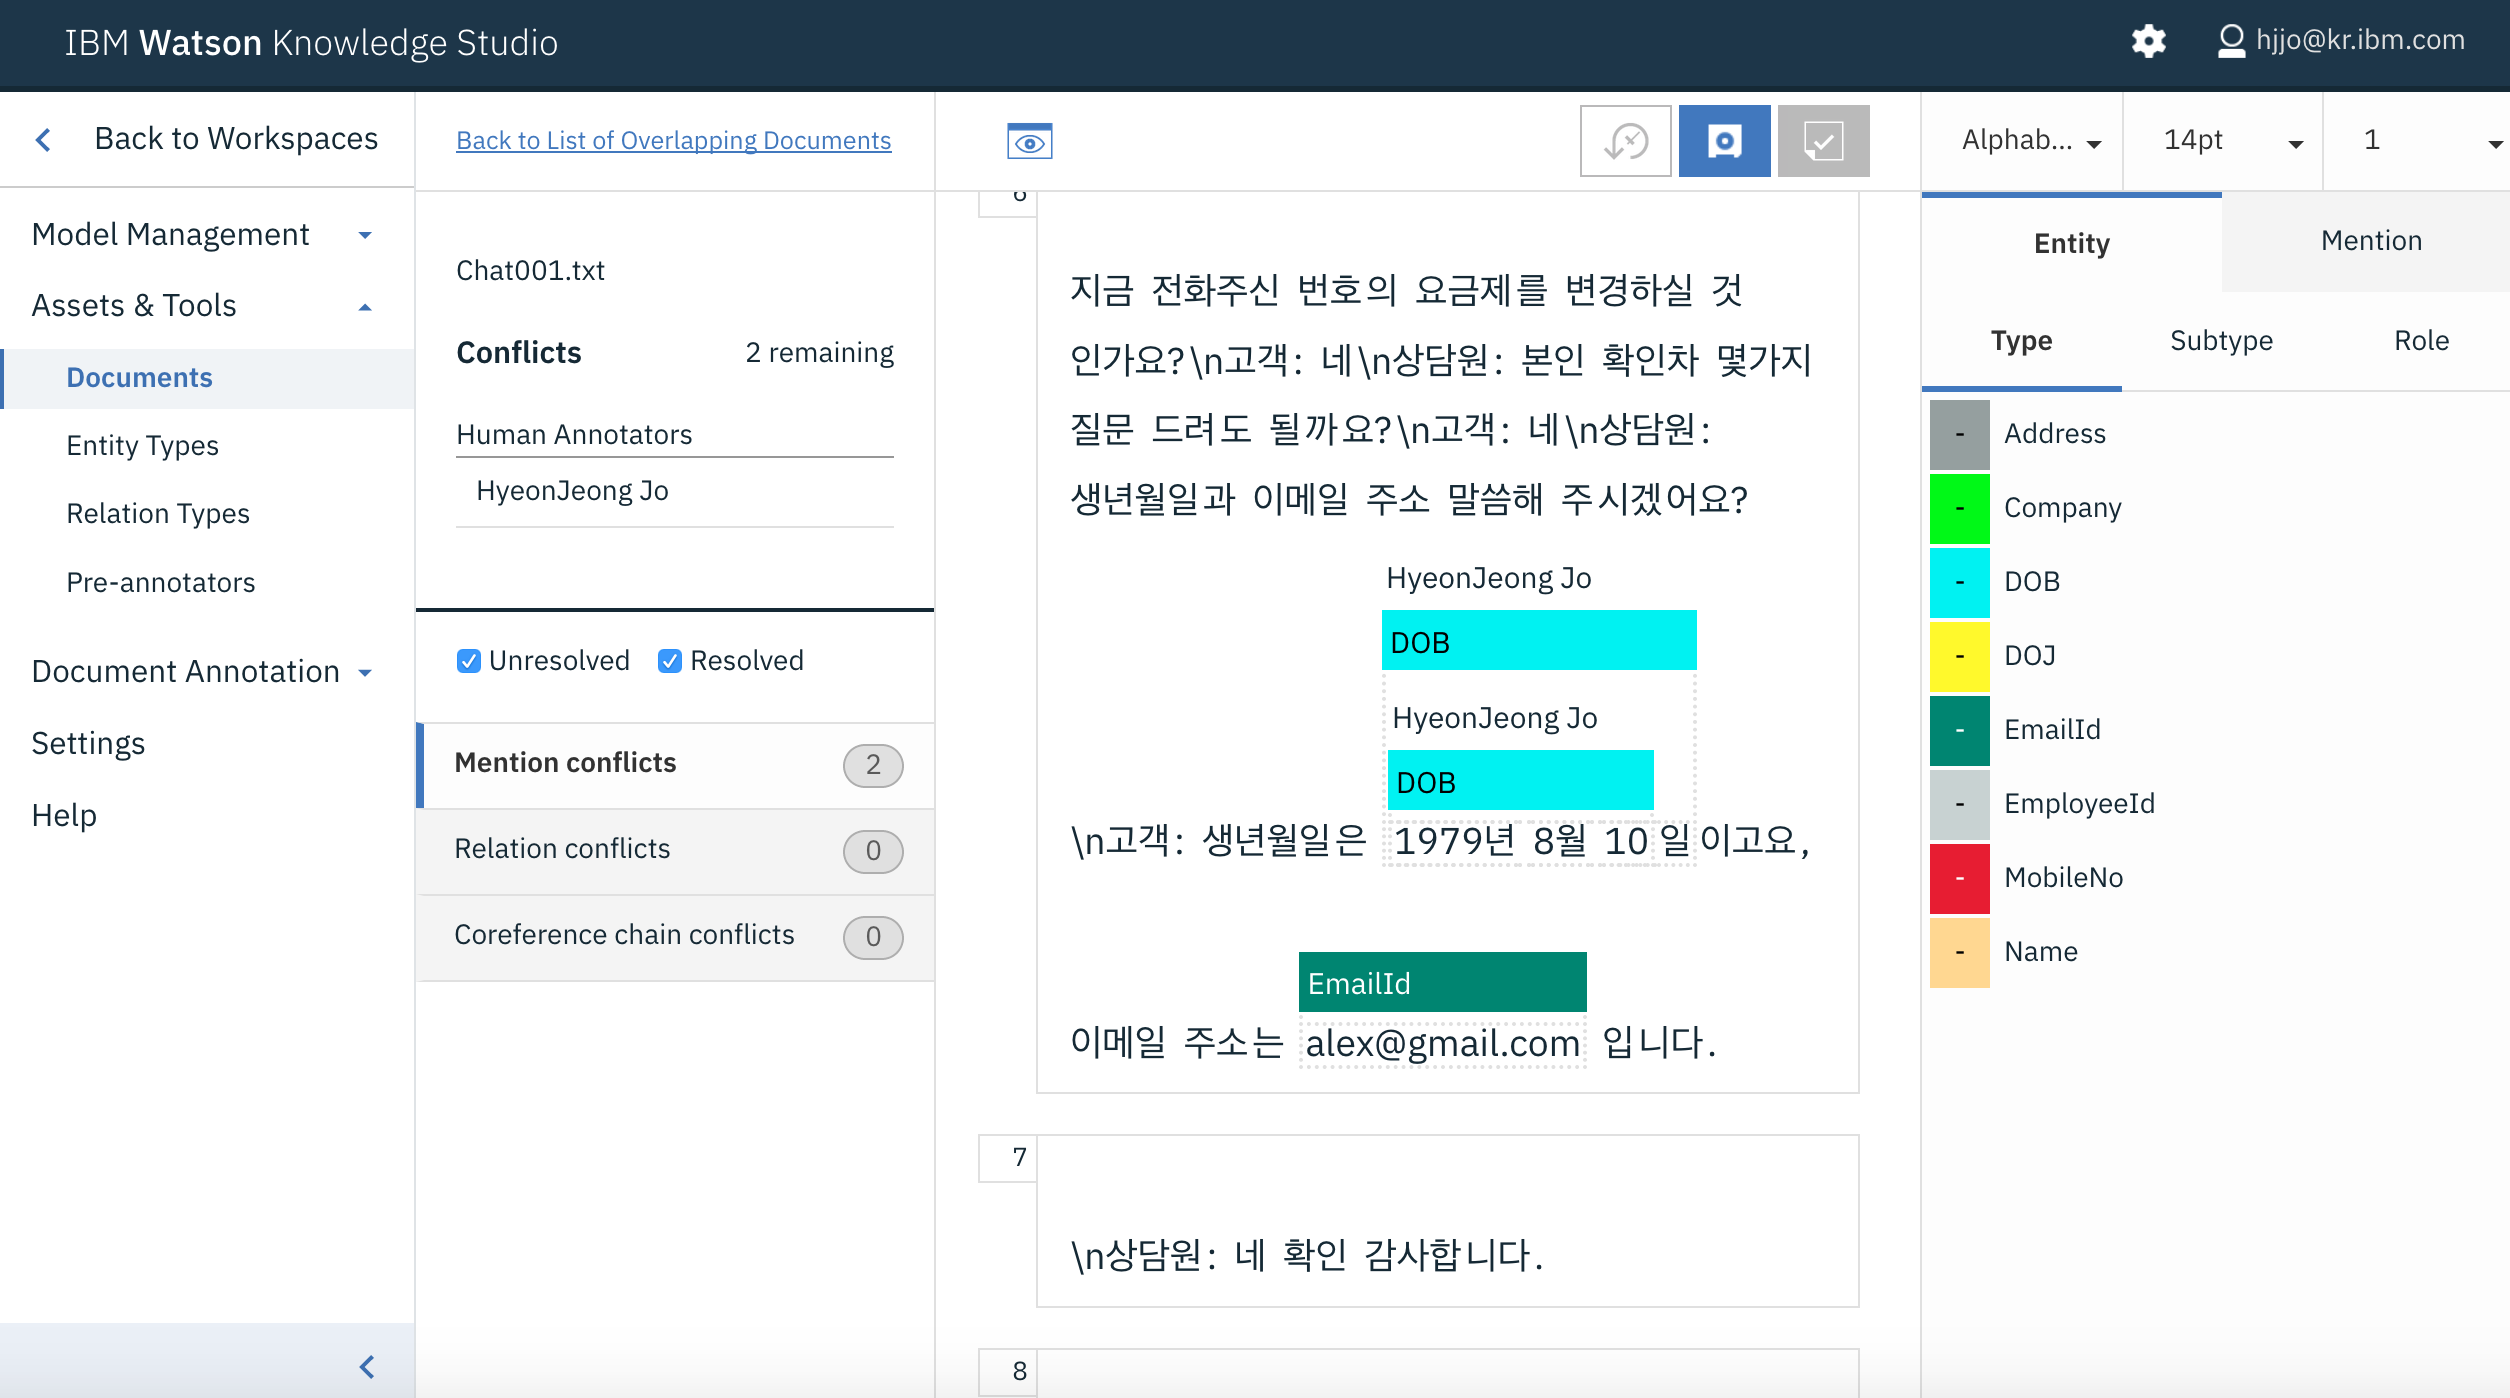 IBM Watson Knowledge Studio
hjjo@kr.ibm.com
Back to Workspaces
Model Management
Assets & Tools
Documents
Entity Types
Relation Types
Pre-annotators
Document Annotation
Settings
Help
Back to List of Overlapping Documents
Chat001.txt
Conflicts 2 remaining
Human Annotators
HyeonJeong Jo
Unresolved Resolved
Mention conflicts 2
Relation conflicts 0
Coreference chain conflicts 0
6
지금 전화주신 번호의 요금제를 변경하실 것
인가요?\n고객: 네\n상담원: 본인 확인차 몇가지
질문 드려도 될까요?\n고객: 네\n상담원:
생년월일과 이메일 주소 말씀해 주시겠어요?
HyeonJeong Jo
DOB
HyeonJeong Jo
DOB
\n고객: 생년월일은 1979년 8월 10일이고요,
EmailId
이메일 주소는 alex@gmail.com 입니다.
7
\n상담원: 네 확인 감사합니다.
8
Alphab... 14pt 1
Entity Mention
Type Subtype Role
- Address
- Company
- DOB
- DOJ
- EmailId
- EmployeeId
- MobileNo
- Name